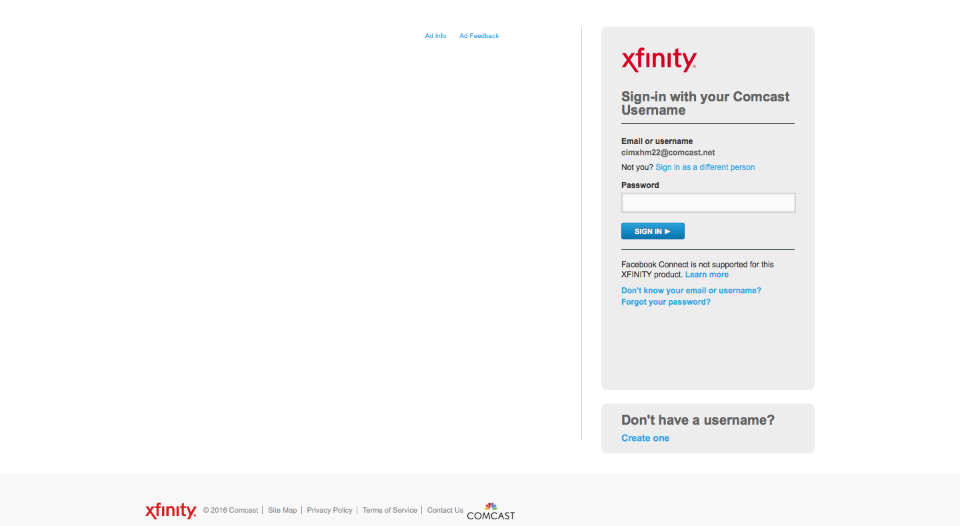 Ad Info Ad Feedback
xfinity
Sign-in with your Comcast
Username
Email or username
cimxhm22@comcast.net
Not you? Sign in as a different person
Password
SIGN IN ►
Facebook Connect is not supported for this
XFINITY product. Learn more
Don't know your email or username?
Forgot your password?
Don't have a username?
Create one
xfinity © 2016 Comcast | Site Map | Privacy Policy | Terms of Service | Contact Us COMCAST